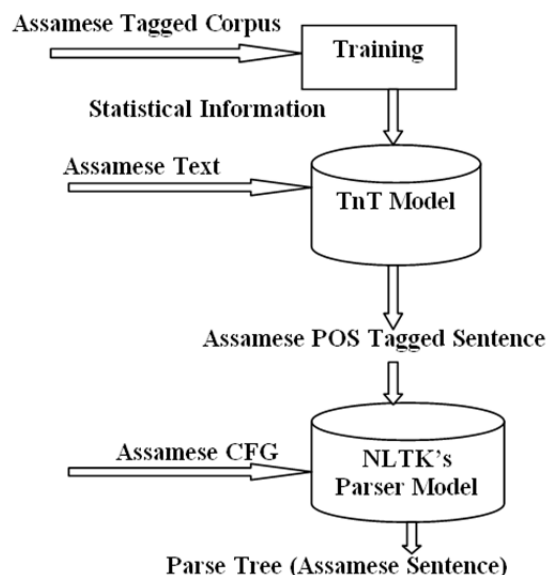 Assamese Tagged Corpus
Training
Statistical Information
Assamese Text
TnT Model
Assamese POS Tagged Sentence
Assamese CFG
NLTK's
Parser Model
Parse Tree (Assamese Sentence)